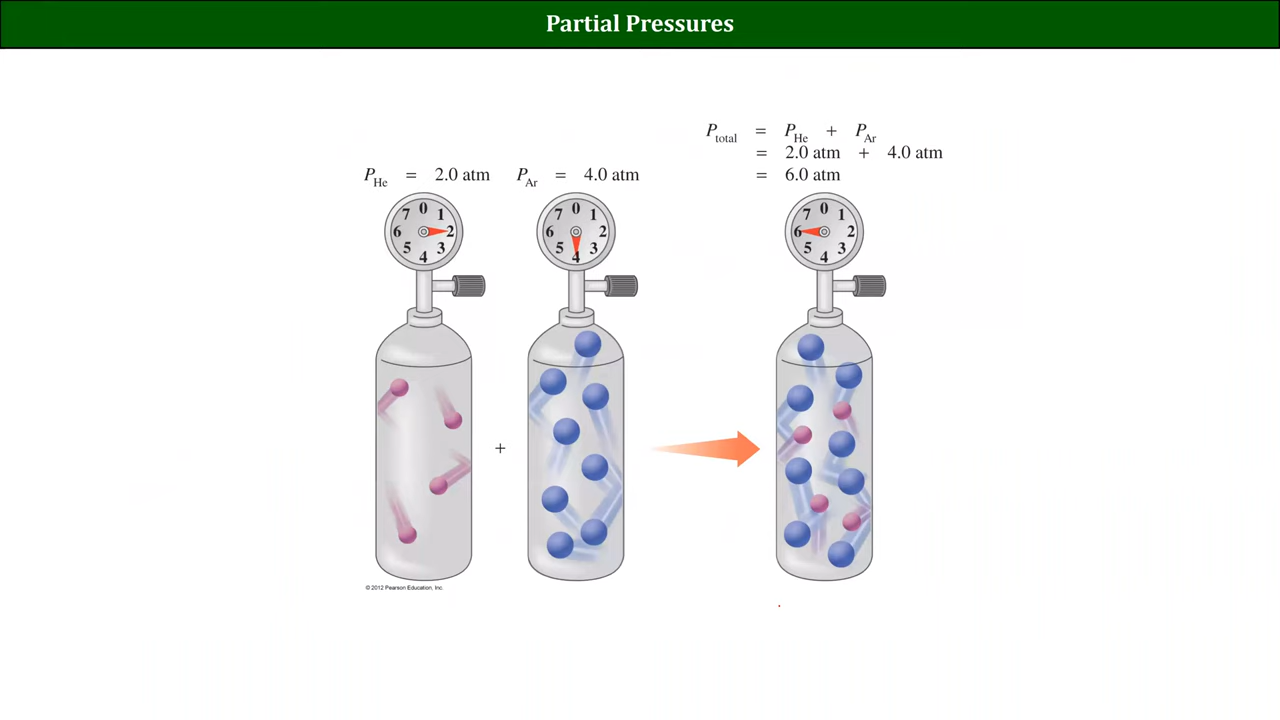 Partial Pressures
P_He = 2.0 atm
P_Ar = 4.0 atm
P_total = P_He + P_Ar
= 2.0 atm + 4.0 atm
= 6.0 atm
0 1 2 3 4 5 6 7
0 1 2 3 4 5 6 7
0 1 2 3 4 5 6 7
+
© 2012 Pearson Education, Inc.